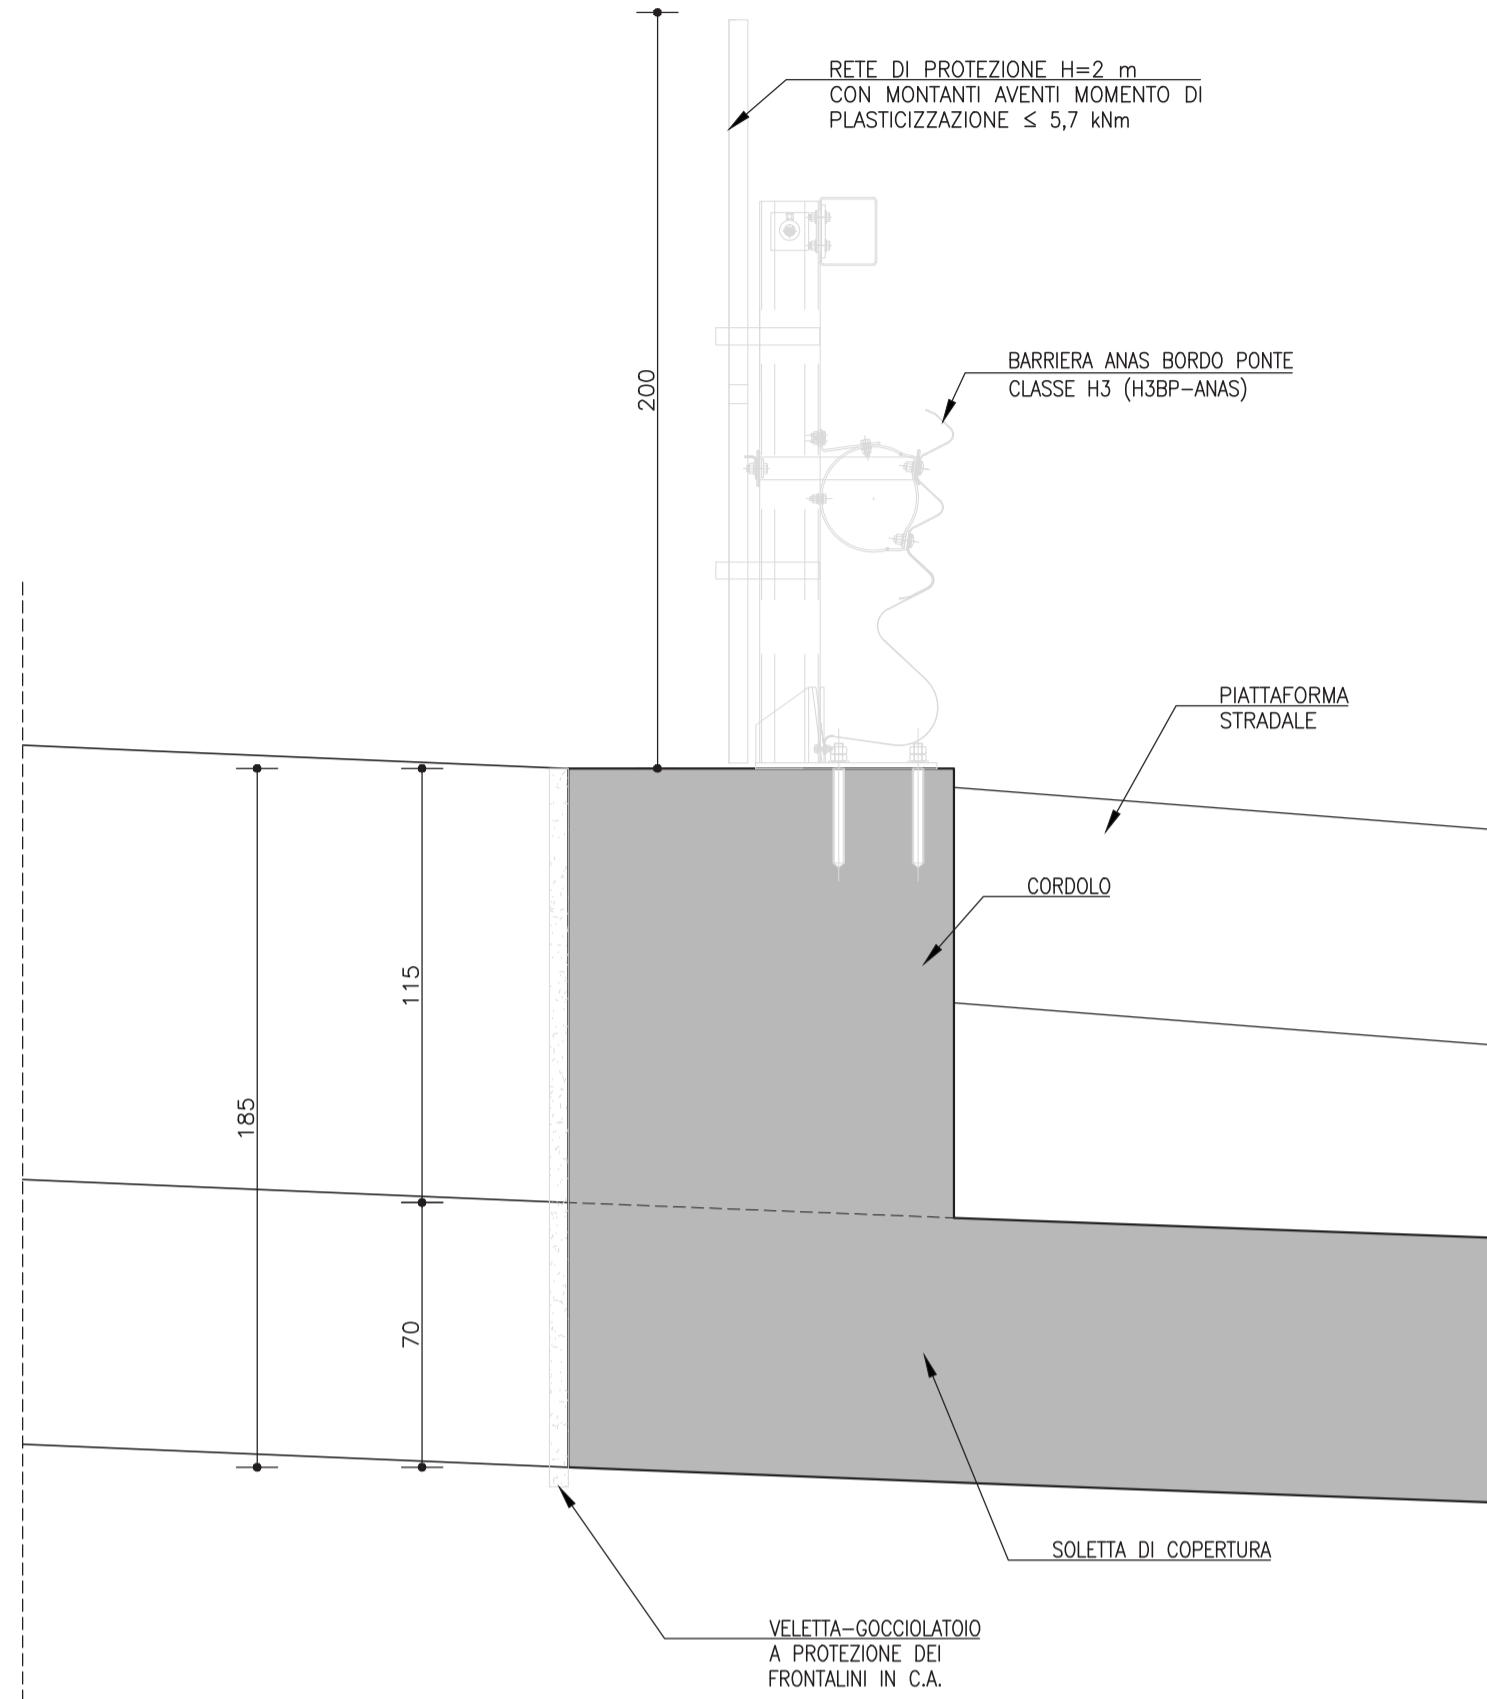 RETE DI PROTEZIONE H=2 m
CON MONTANTI AVENTI MOMENTO DI
PLASTICIZZAZIONE ≤ 5,7 kNm
200
BARRIERA ANAS BORDO PONTE
CLASSE H3 (H3BP-ANAS)
PIATTAFORMA
STRADALE
CORDOLO
115
185
70
SOLETTA DI COPERTURA
VELETTA-GOCCIOLATOIO
A PROTEZIONE DEI
FRONTALINI IN C.A.